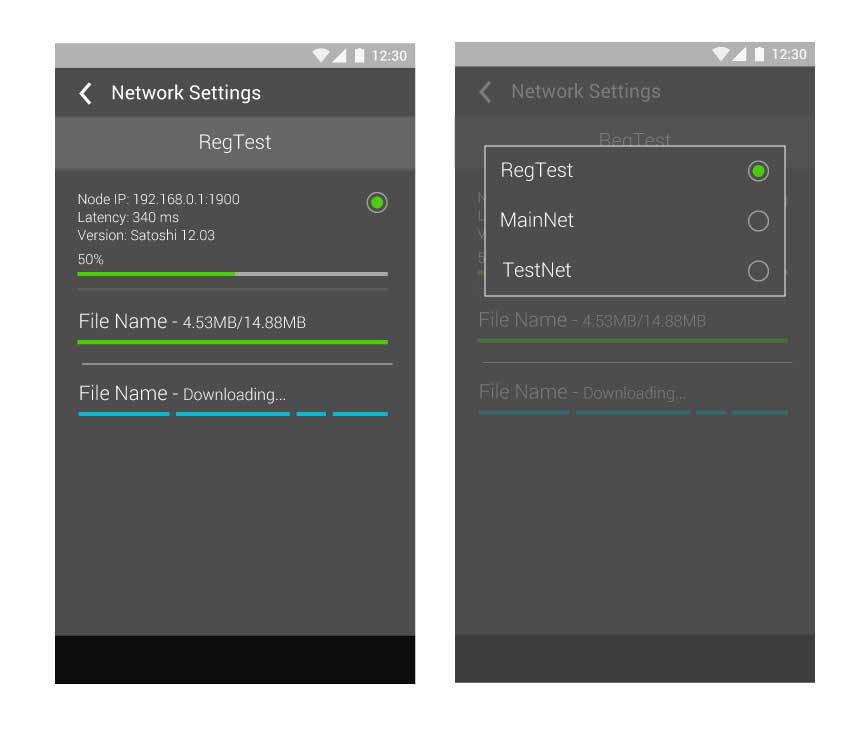 12:30
Network Settings
RegTest
Node IP: 192.168.0.1:1900
Latency: 340 ms
Version: Satoshi 12.03
50%
File Name - 4.53MB/14.88MB
File Name - Downloading...
12:30
Network Settings
RegTest
RegTest
MainNet
TestNet
File Name - 4.53MB/14.88MB
File Name - Downloading...